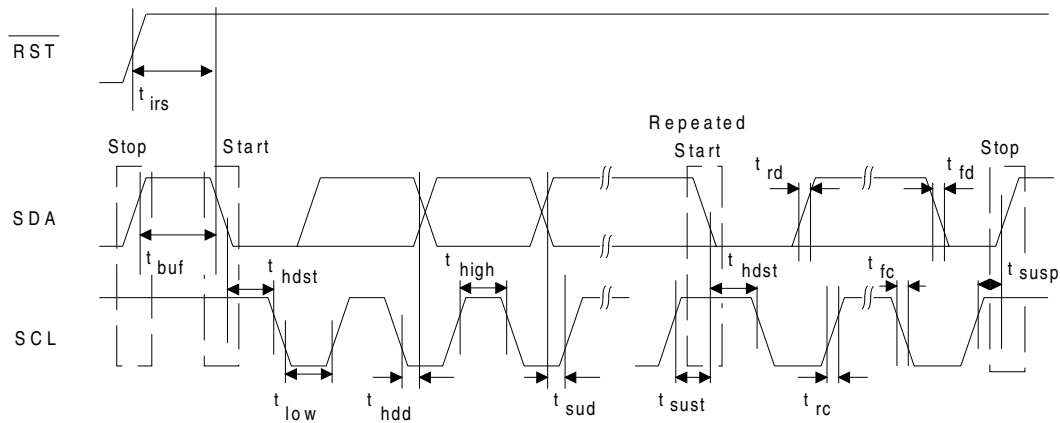 RST
t irs
Repeated
Stop
Start
Start
Stop
t rd
t fd
SDA
t buf
t hdst
t high
t hdst
t fc
t susp
SCL
t low
t hdd
t sud
t sust
t rc